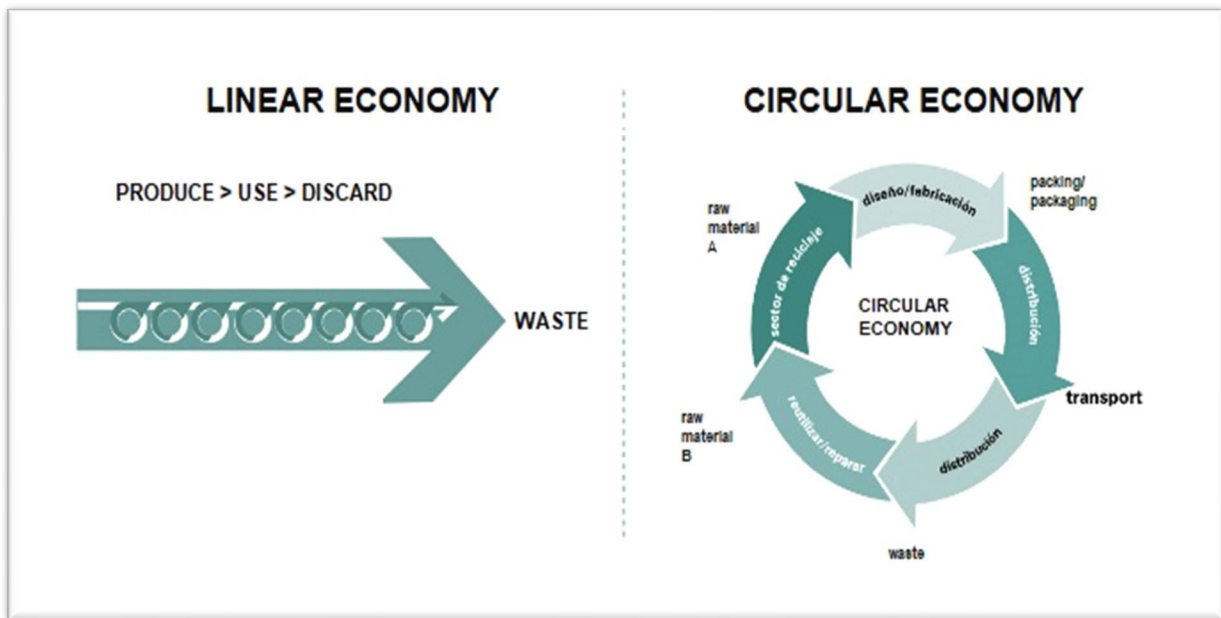 LINEAR ECONOMY
PRODUCE > USE > DISCARD
WASTE
CIRCULAR ECONOMY
diseño/fabricación
packing/
packaging
distribución
transport
distribución
waste
reutilizar/reparar
raw
material
B
sector de reciclaje
raw
material
A
CIRCULAR
ECONOMY